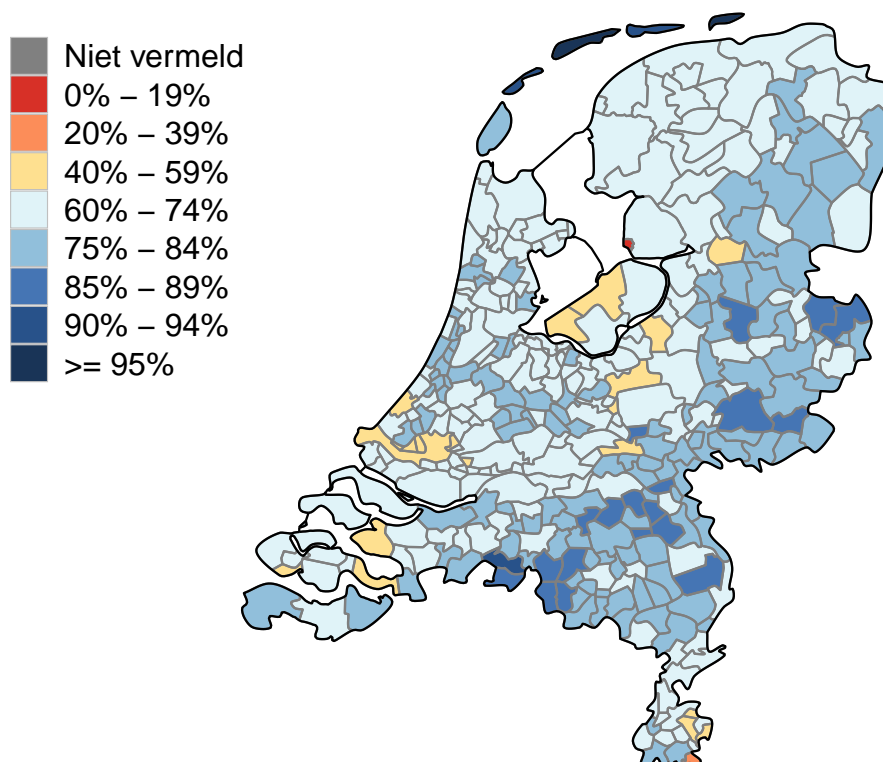 Niet vermeld
0% – 19%
20% – 39%
40% – 59%
60% – 74%
75% – 84%
85% – 89%
90% – 94%
>= 95%